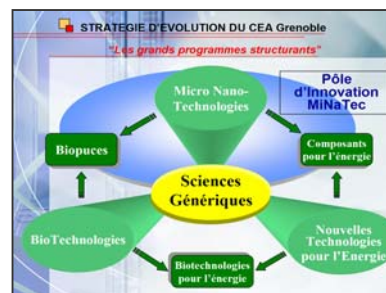 STRATEGIE D'EVOLUTION DU CEA Grenoble
"Les grands programmes structurants"
Micro Nano-
Technologies
Pôle
d'Innovation
MiNaTec
Biopuces
Composants
pour l'énergie
Sciences
Génériques
BioTechnologies
Nouvelles
Technologies
pour l'Energie
Biotechnologies
pour l'énergie